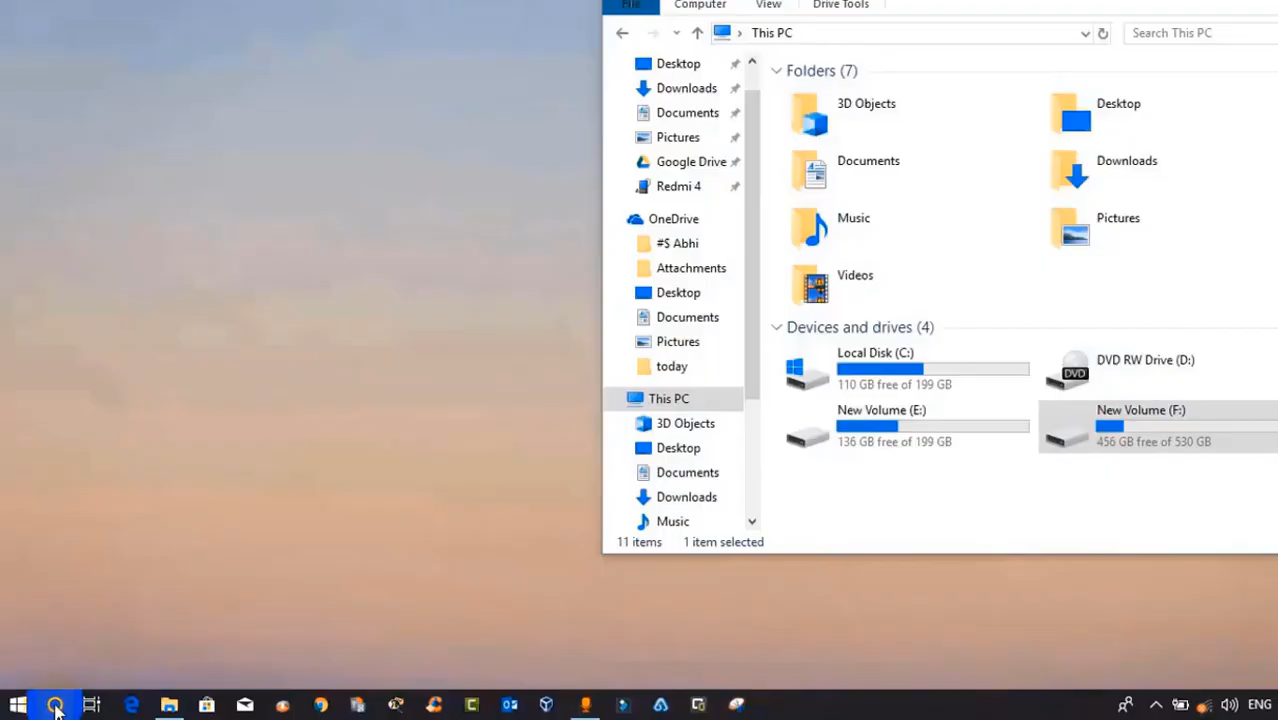 File Computer View Drive Tools
This PC
Search This PC
Desktop
Downloads
Documents
Pictures
Google Drive
Redmi 4
OneDrive
#$ Abhi
Attachments
Desktop
Documents
Pictures
today
This PC
3D Objects
Desktop
Documents
Downloads
Music
Folders (7)
3D Objects
Desktop
Documents
Downloads
Music
Pictures
Videos
Devices and drives (4)
Local Disk (C:)
110 GB free of 199 GB
DVD RW Drive (D:)
DVD
New Volume (E:)
136 GB free of 199 GB
New Volume (F:)
456 GB free of 530 GB
11 items 1 item selected
ENG